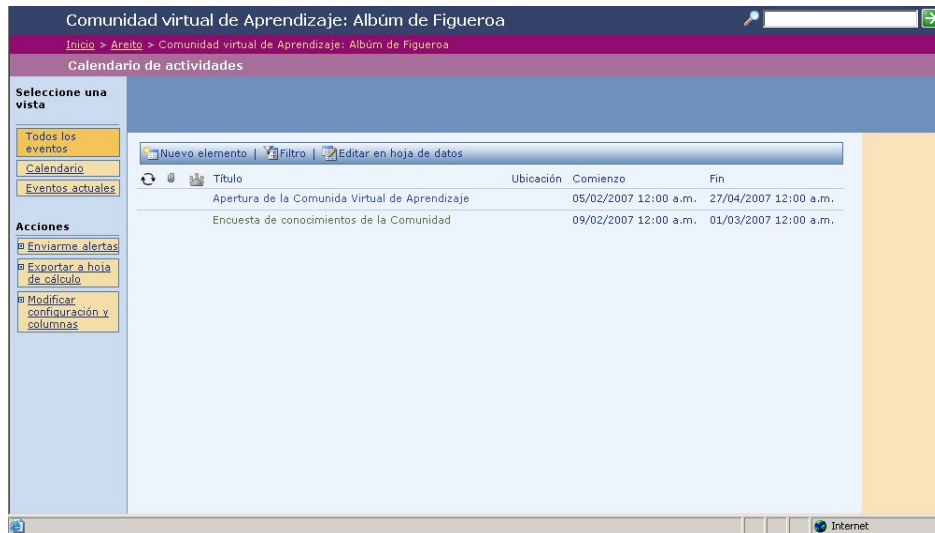 Comunidad virtual de Aprendizaje: Albúm de Figueroa
Inicio > Areito > Comunidad virtual de Aprendizaje: Albúm de Figueroa
Calendario de actividades
Seleccione una
vista
Todos los
eventos
Calendario
Eventos actuales
Acciones
Enviarme alertas
Exportar a hoja
de cálculo
Modificar
configuración y
columnas
Nuevo elemento | Filtro | Editar en hoja de datos
Título Ubicación Comienzo Fin
Apertura de la Comunida Virtual de Aprendizaje 05/02/2007 12:00 a.m. 27/04/2007 12:00 a.m.
Encuesta de conocimientos de la Comunidad 09/02/2007 12:00 a.m. 01/03/2007 12:00 a.m.
Internet